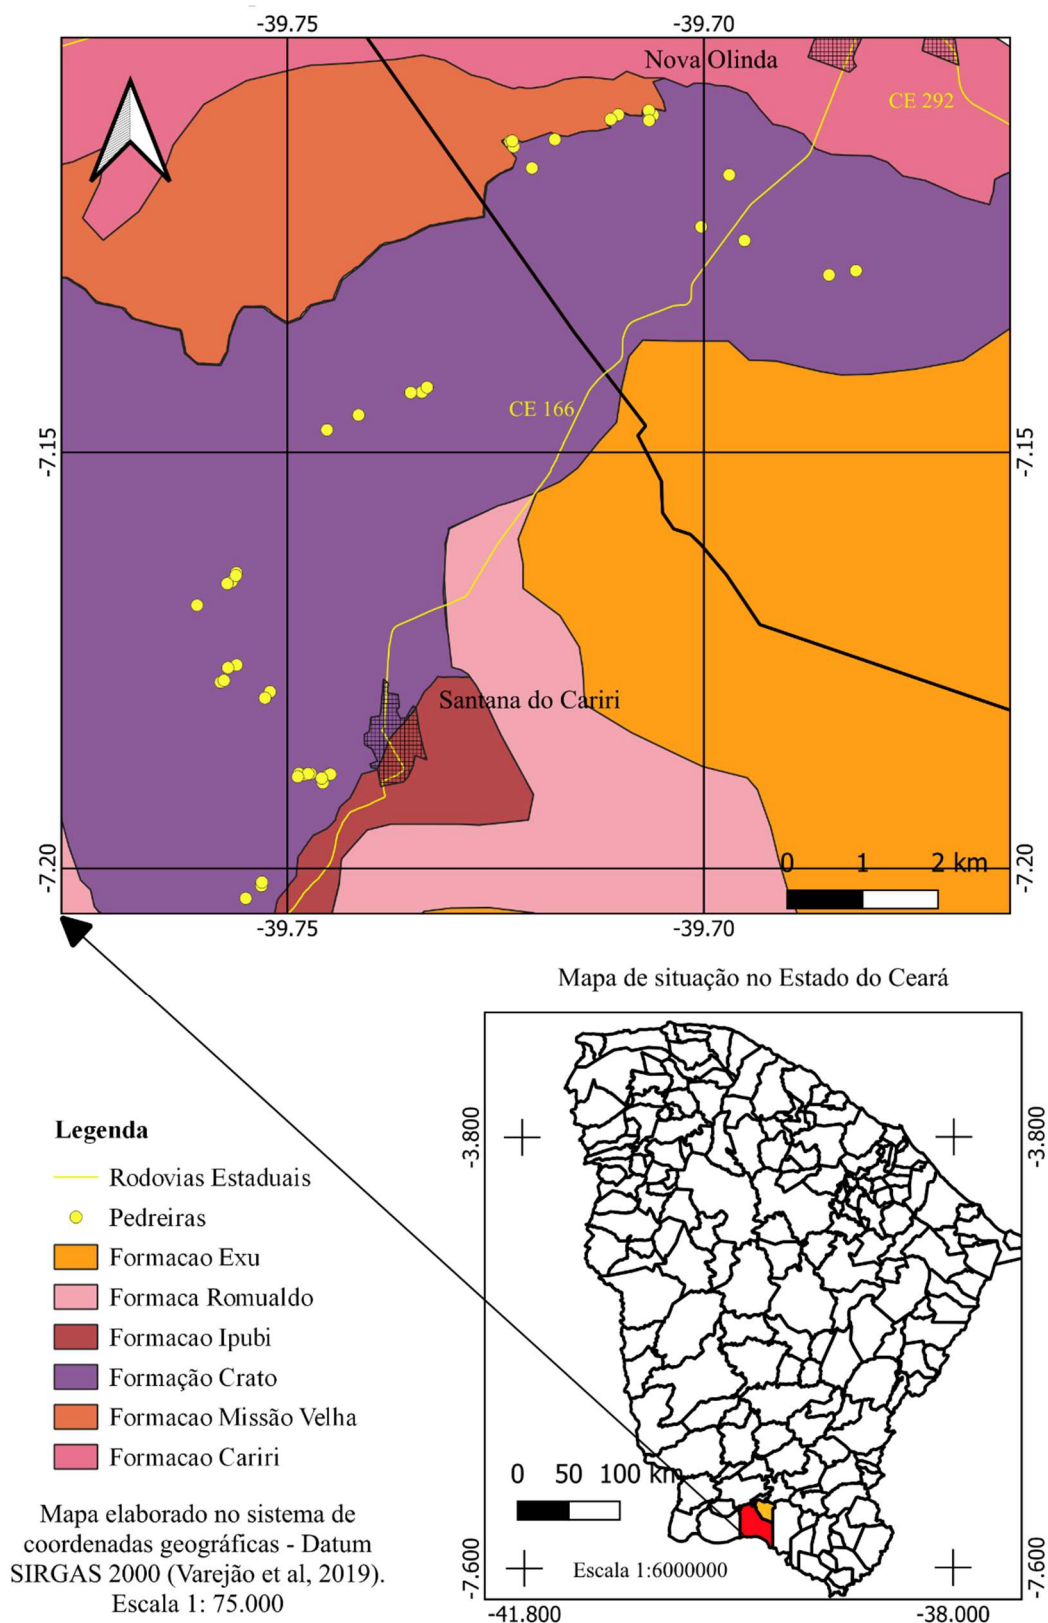 -39.75
-39.70
Nova Olinda
CE 292
CE 166
-7.15
-7.15
Santana do Cariri
0 1 2 km
-7.20
-7.20
-39.75
-39.70
Mapa de situação no Estado do Ceará
Legenda
Rodovias Estaduais
Pedreiras
Formacao Exu
Formaca Romualdo
Formacao Ipubi
Formação Crato
Formacao Missão Velha
Formacao Cariri
Mapa elaborado no sistema de
coordenadas geográficas - Datum
SIRGAS 2000 (Varejão et al, 2019).
Escala 1: 75.000
-3.800
-3.800
0 50 100 km
Escala 1:6000000
-7.600
-7.600
-41.800
-38.000